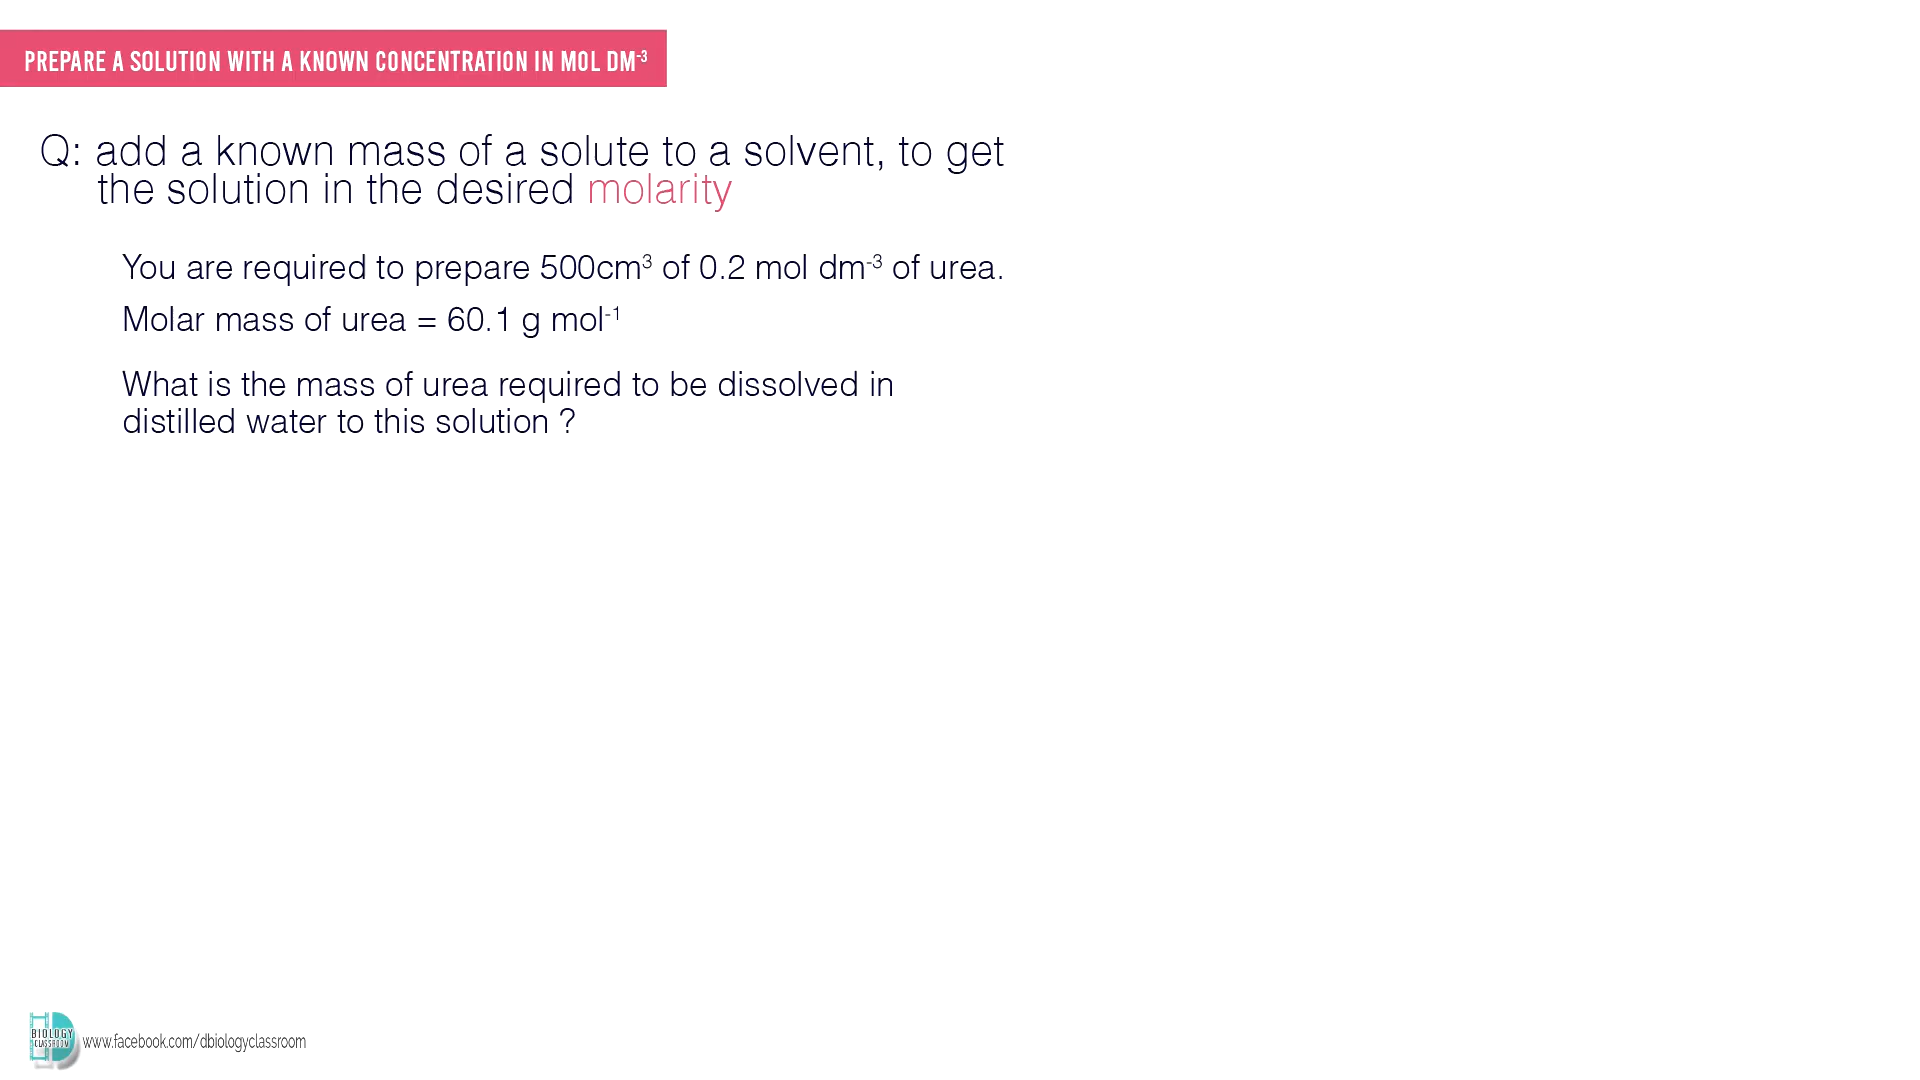 PREPARE A SOLUTION WITH A KNOWN CONCENTRATION IN MOL DM⁻³
Q: add a known mass of a solute to a solvent, to get
the solution in the desired molarity
You are required to prepare 500cm³ of 0.2 mol dm⁻³ of urea.
Molar mass of urea = 60.1 g mol⁻¹
What is the mass of urea required to be dissolved in
distilled water to this solution ?
BIOLOGY
CLASSROOM
www.facebook.com/dbiologyclassroom